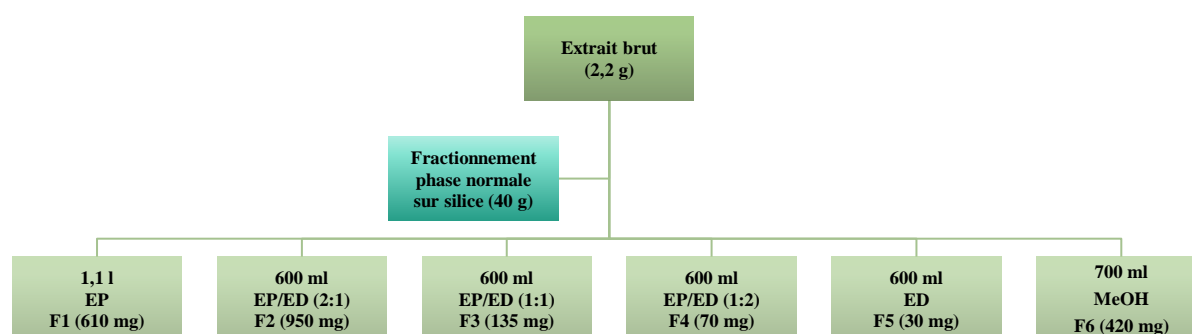 Extrait brut
(2,2 g)
Fractionnement
phase normale
sur silice (40 g)
1,1 l
EP
F1 (610 mg)
600 ml
EP/ED (2:1)
F2 (950 mg)
600 ml
EP/ED (1:1)
F3 (135 mg)
600 ml
EP/ED (1:2)
F4 (70 mg)
600 ml
ED
F5 (30 mg)
700 ml
MeOH
F6 (420 mg)